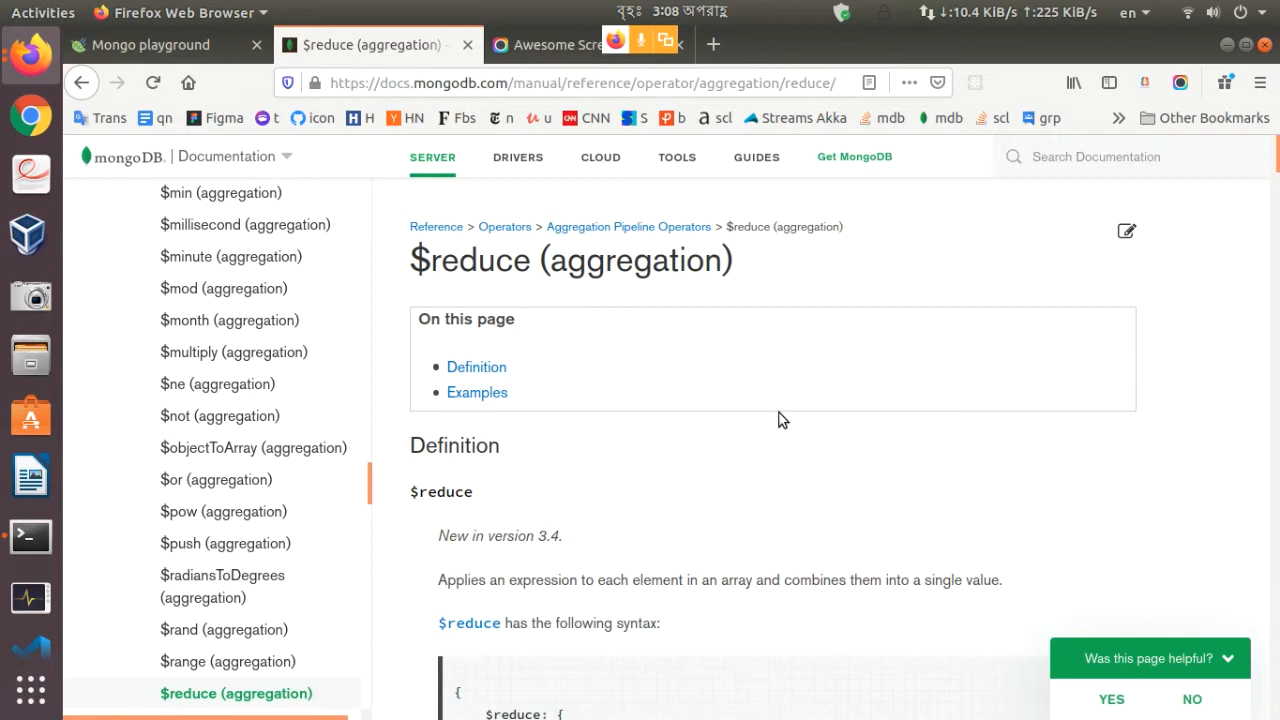 Activities Firefox Web Browser বৃহঃ 3:08 অপরাহ্ণ ↓:10.4 KiB/s ↑:225 KiB/s en
Mongo playground $reduce (aggregation) — Awesome Scre
https://docs.mongodb.com/manual/reference/operator/aggregation/reduce/
Trans qn Figma t icon H HN Fbs n u CNN S b scl Streams Akka mdb mdb scl grp Other Bookmarks
mongoDB. Documentation SERVER DRIVERS CLOUD TOOLS GUIDES Get MongoDB Search Documentation
$min (aggregation)
$millisecond (aggregation)
$minute (aggregation)
$mod (aggregation)
$month (aggregation)
$multiply (aggregation)
$ne (aggregation)
$not (aggregation)
$objectToArray (aggregation)
$or (aggregation)
$pow (aggregation)
$push (aggregation)
$radiansToDegrees
(aggregation)
$rand (aggregation)
$range (aggregation)
$reduce (aggregation)
Reference > Operators > Aggregation Pipeline Operators > $reduce (aggregation)
$reduce (aggregation)
On this page
• Definition
• Examples
Definition
$reduce
New in version 3.4.
Applies an expression to each element in an array and combines them into a single value.
$reduce has the following syntax:
{
$reduce: {
Was this page helpful?
YES NO